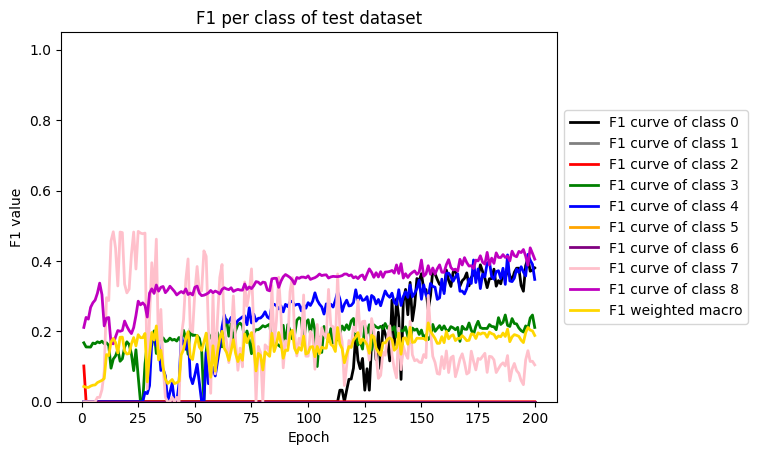 F1 per class of test dataset
F1 value
1.0
0.8
0.6
0.4
0.2
0.0
0
25
50
75
100
125
150
175
200
Epoch
F1 curve of class 0
F1 curve of class 1
F1 curve of class 2
F1 curve of class 3
F1 curve of class 4
F1 curve of class 5
F1 curve of class 6
F1 curve of class 7
F1 curve of class 8
F1 weighted macro